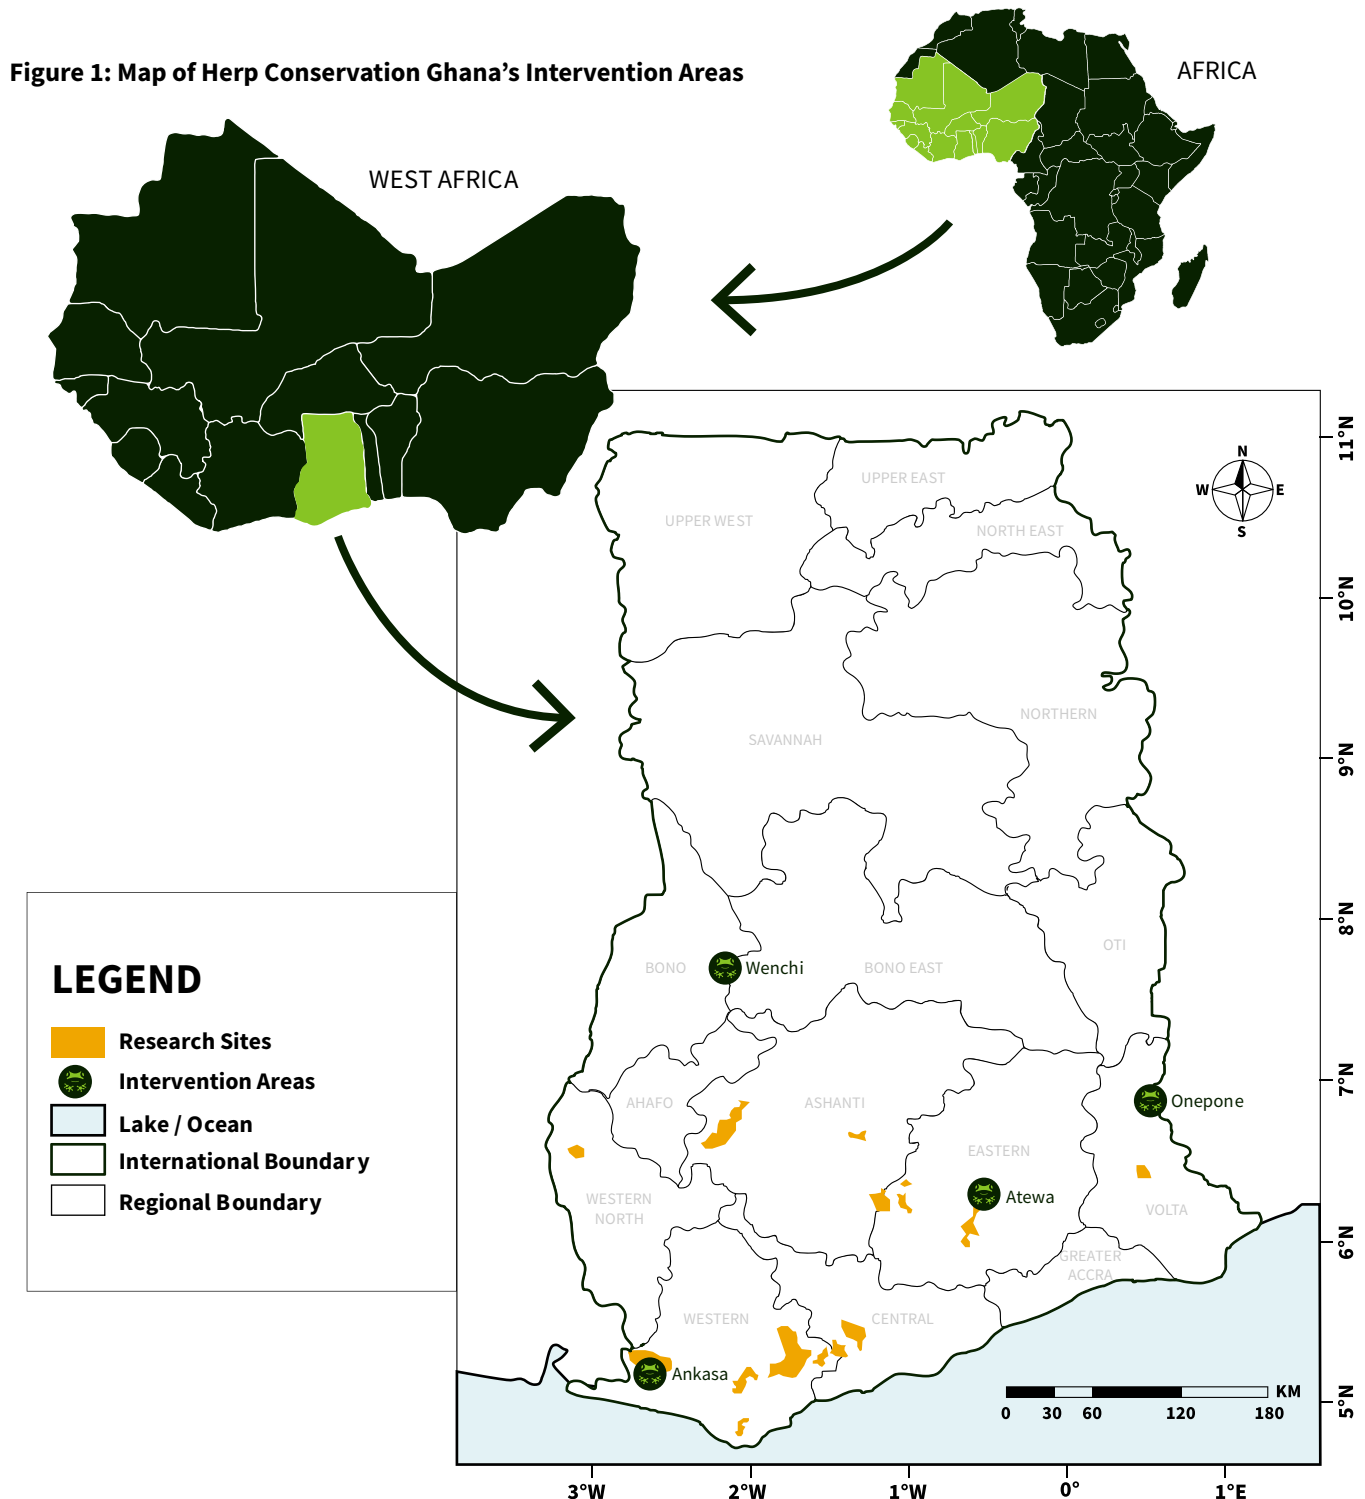 Figure 1: Map of Herp Conservation Ghana's Intervention Areas
AFRICA
WEST AFRICA
11°N
10°N
9°N
8°N
7°N
6°N
5°N
N
W
E
S
UPPER EAST
UPPER WEST
NORTH EAST
NORTHERN
SAVANNAH
OTI
BONO
Wenchi
BONO EAST
AHAFO
ASHANTI
Onepone
EASTERN
Atewa
WESTERN
NORTH
VOLTA
GREATER
ACCRA
WESTERN
CENTRAL
Ankasa
LEGEND
Research Sites
Intervention Areas
Lake / Ocean
International Boundary
Regional Boundary
KM
0 30 60 120 180
3°W 2°W 1°W 0° 1°E